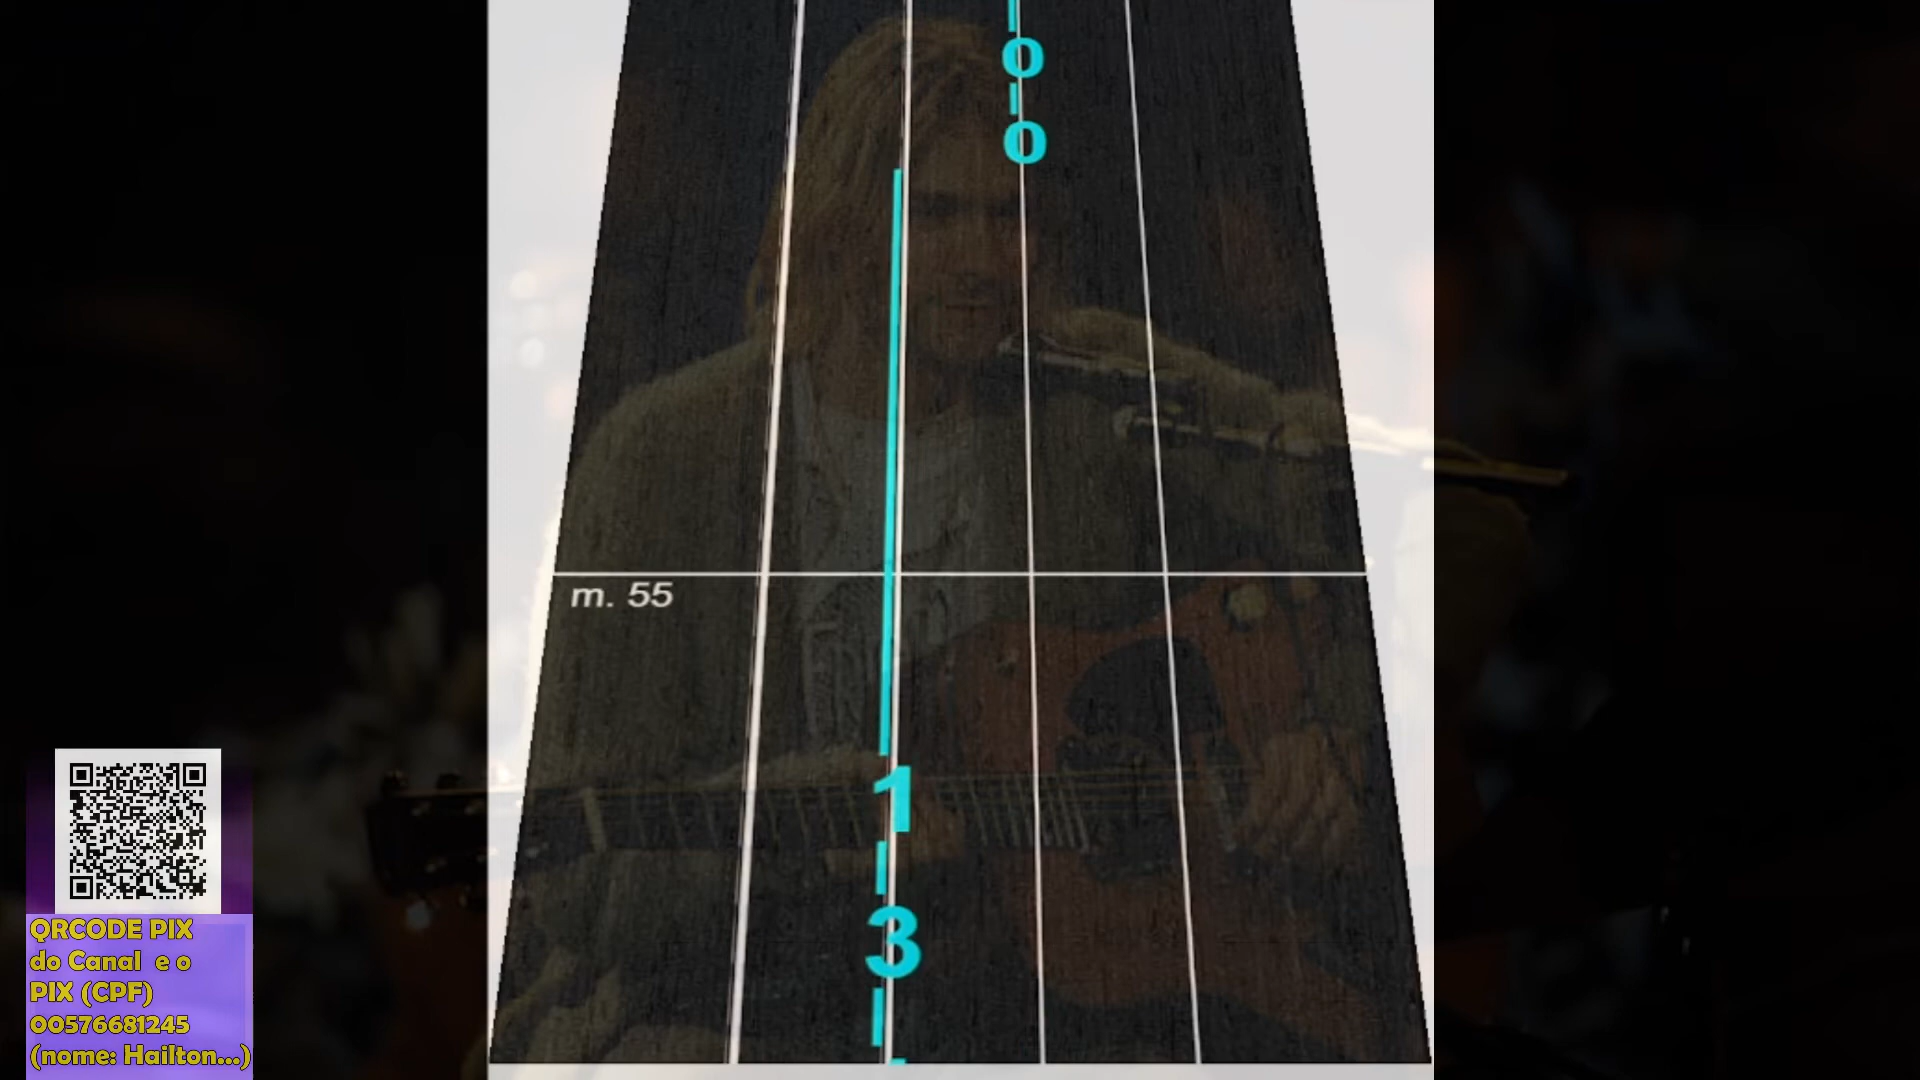 0
0
m. 55
1
3
QRCODE PIX
do Canal e o
PIX (CPF)
00576681245
(nome: Hailton...)